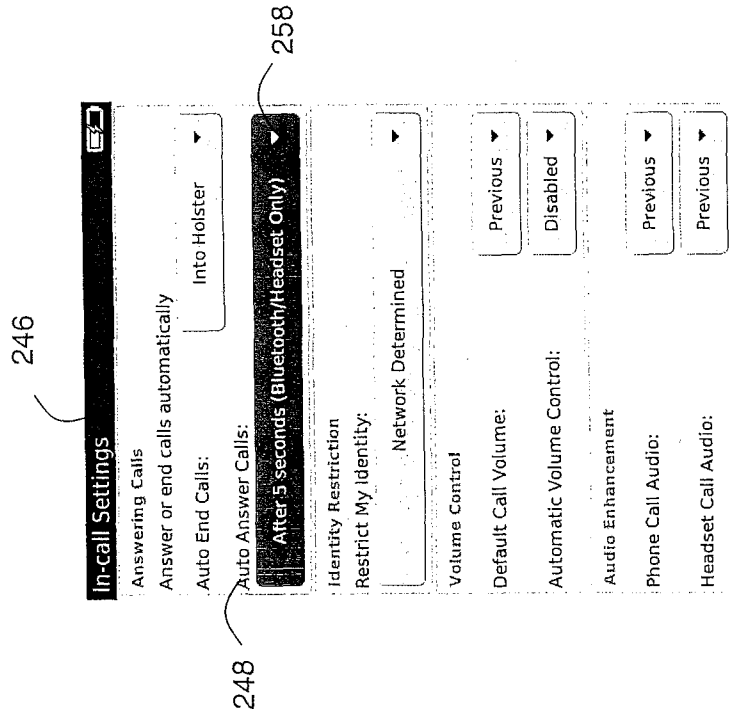 246
In-call Settings
Answering Calls
Answer or end calls automatically
Auto End Calls: Into Holster
248
Auto Answer Calls:
After 5 seconds (Bluetooth/Headset Only)
258
Identity Restriction
Restrict My Identity:
Network Determined
Volume Control
Default Call Volume: Previous
Automatic Volume Control: Disabled
Audio Enhancement
Phone Call Audio: Previous
Headset Call Audio: Previous